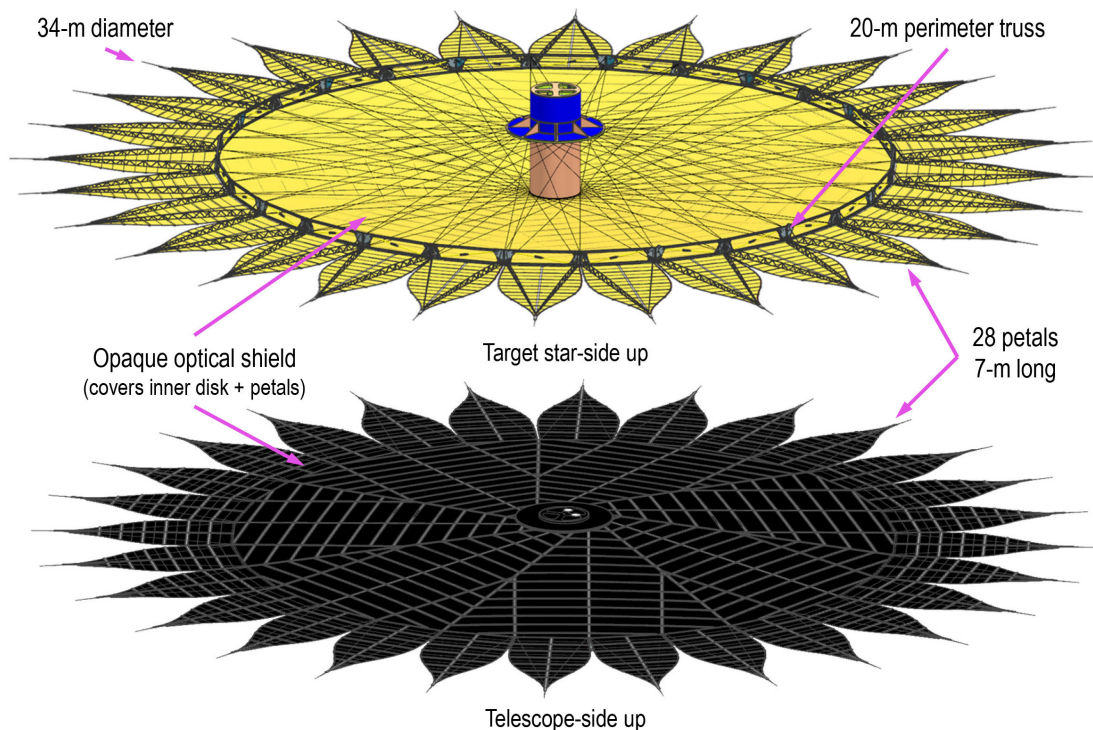 34-m diameter
20-m perimeter truss
Opaque optical shield
(covers inner disk + petals)
Target star-side up
28 petals
7-m long
Telescope-side up